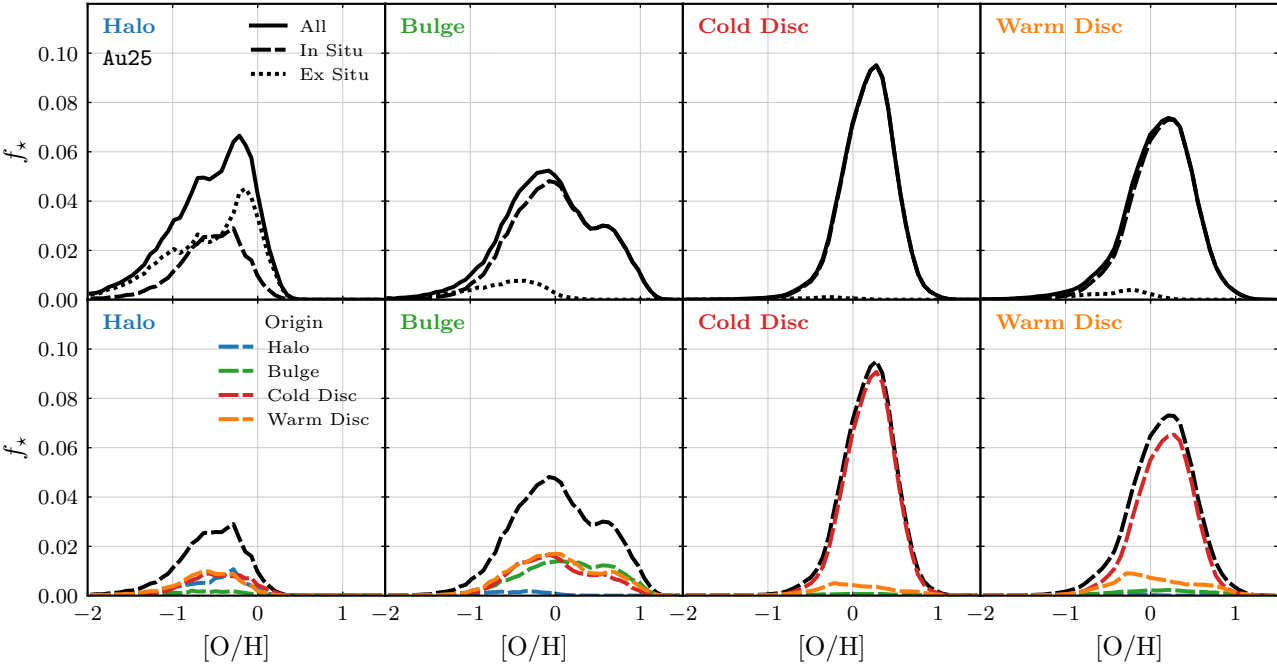 Halo
Au25
All
In Situ
Ex Situ
Bulge
Cold Disc
Warm Disc
0.10
0.08
0.06
0.04
0.02
0.00
f⋆
Halo
Origin
Halo
Bulge
Cold Disc
Warm Disc
Bulge
Cold Disc
Warm Disc
0.10
0.08
0.06
0.04
0.02
0.00
f⋆
−2 −1 0 1 −2 −1 0 1 −2 −1 0 1 −2 −1 0 1
[O/H] [O/H] [O/H] [O/H]